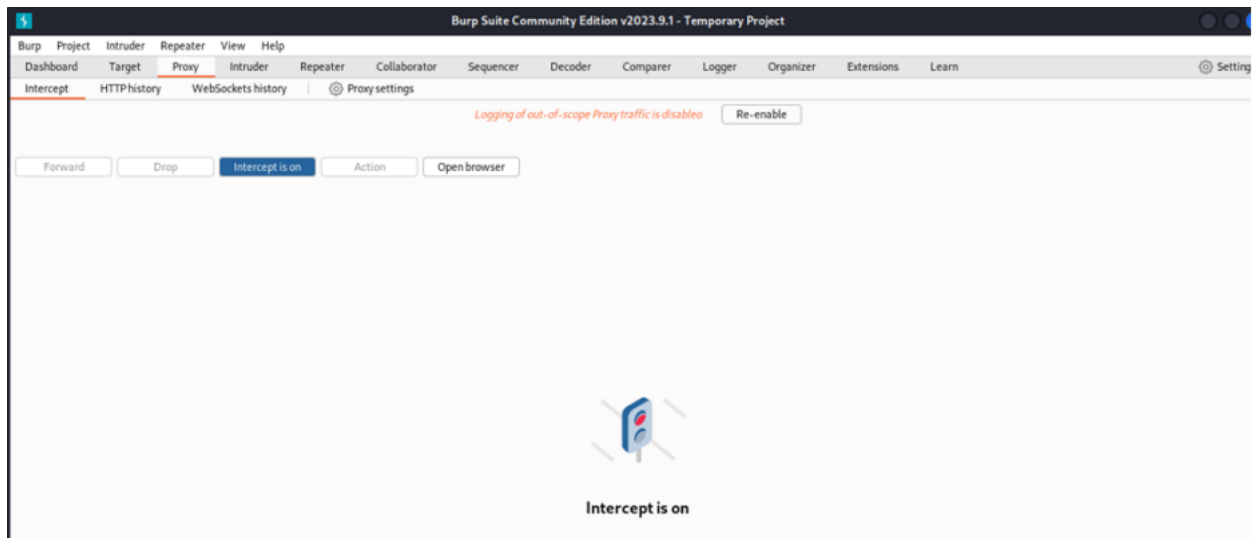 Burp Suite Community Edition v2023.9.1 - Temporary Project
Burp Project Intruder Repeater View Help
Dashboard Target Proxy Intruder Repeater Collaborator Sequencer Decoder Comparer Logger Organizer Extensions Learn Setting
Intercept HTTP history WebSockets history Proxy settings
Logging of out-of-scope Proxy traffic is disabled Re-enable
Forward Drop Intercept is on Action Open browser
Intercept is on